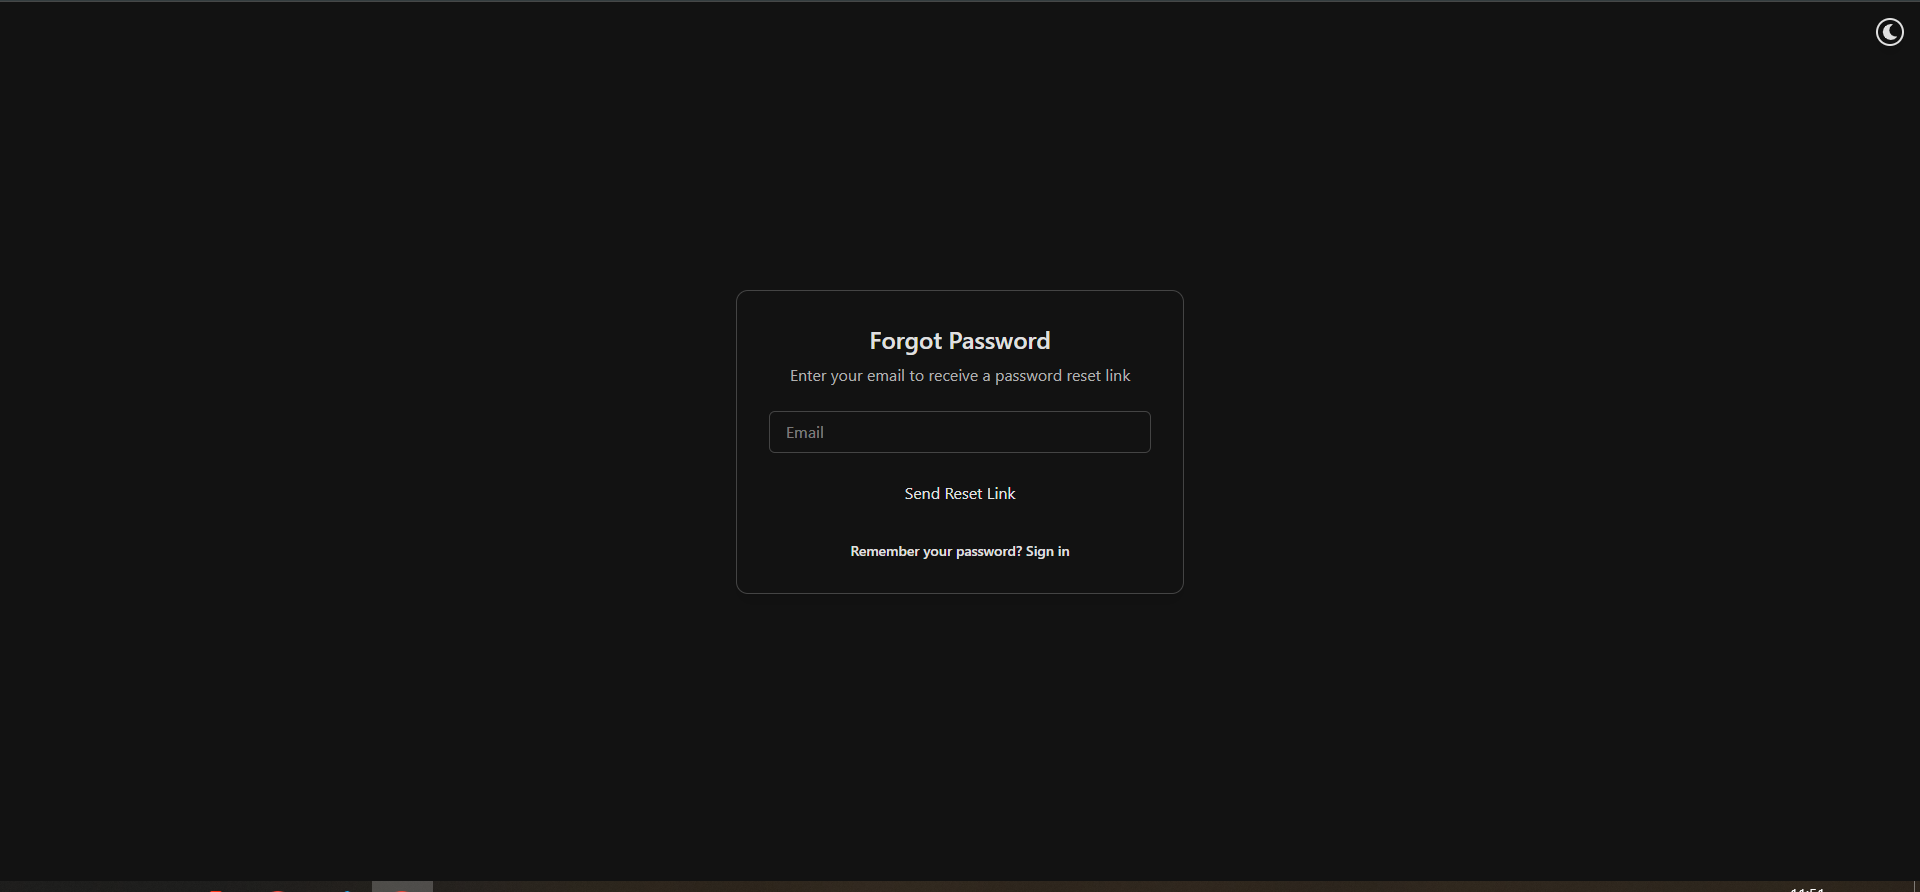 Forgot Password
Enter your email to receive a password reset link
Email
Send Reset Link
Remember your password? Sign in